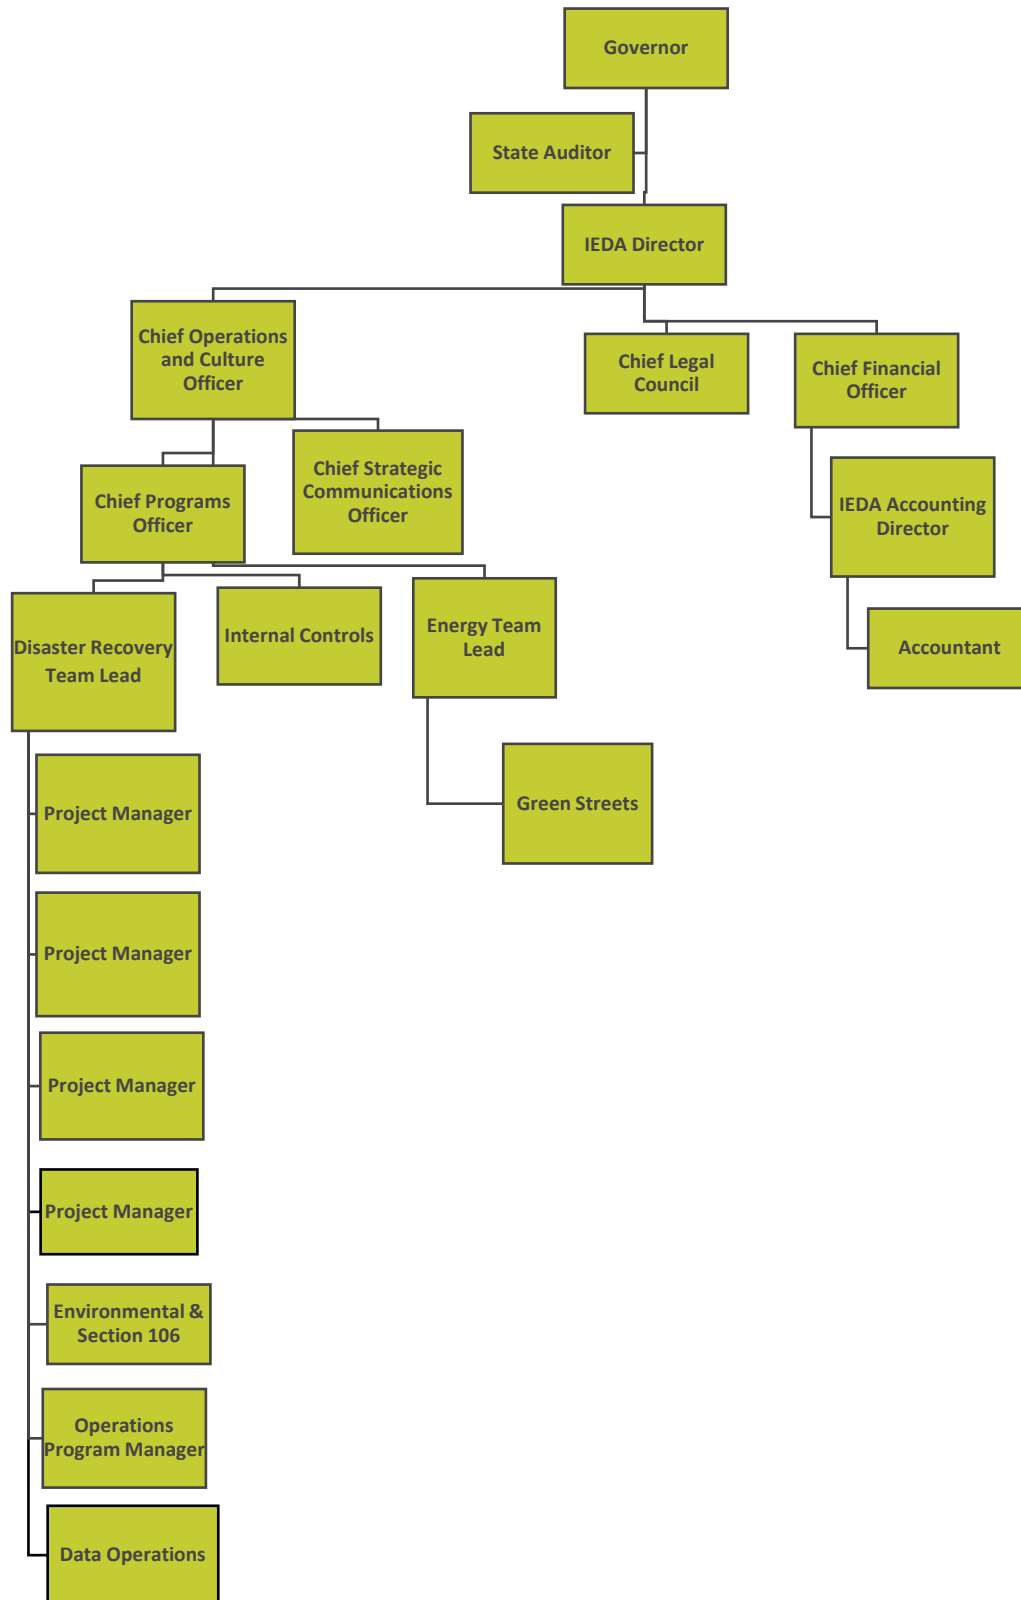 Governor
State Auditor
IEDA Director
Chief Operations
and Culture
Officer
Chief Legal
Council
Chief Financial
Officer
Chief Programs
Officer
Chief Strategic
Communications
Officer
IEDA Accounting
Director
Disaster Recovery
Team Lead
Internal Controls
Energy Team
Lead
Accountant
Project Manager
Green Streets
Project Manager
Project Manager
Project Manager
Environmental &
Section 106
Operations
Program Manager
Data Operations